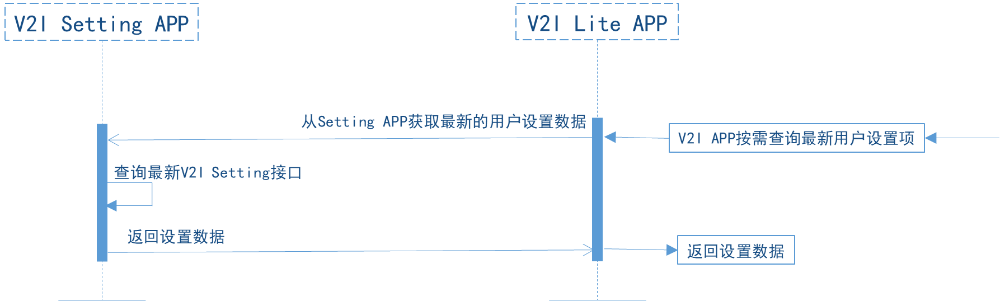 V2I Setting APP
V2I Lite APP
从Setting APP获取最新的用户设置数据
V2I APP按需查询最新用户设置项
查询最新V2I Setting接口
返回设置数据
返回设置数据